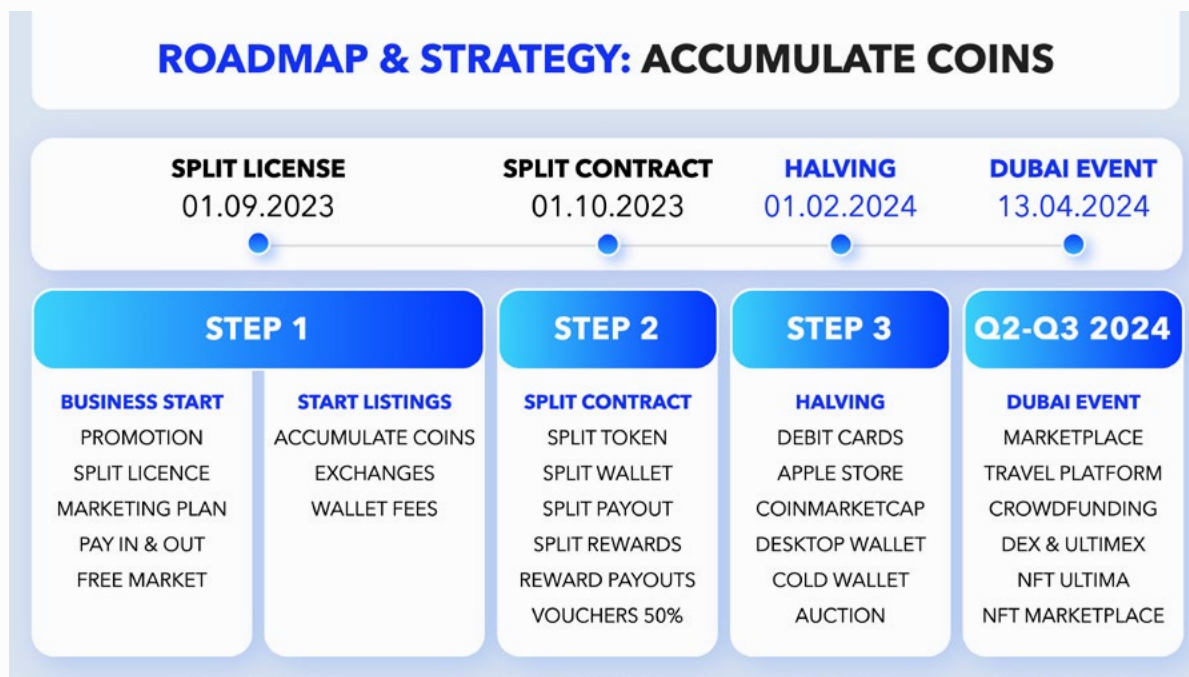 ROADMAP & STRATEGY: ACCUMULATE COINS
SPLIT LICENSE
01.09.2023
SPLIT CONTRACT
01.10.2023
HALVING
01.02.2024
DUBAI EVENT
13.04.2024
STEP 1
BUSINESS START
PROMOTION
SPLIT LICENCE
MARKETING PLAN
PAY IN & OUT
FREE MARKET
START LISTINGS
ACCUMULATE COINS
EXCHANGES
WALLET FEES
STEP 2
SPLIT CONTRACT
SPLIT TOKEN
SPLIT WALLET
SPLIT PAYOUT
SPLIT REWARDS
REWARD PAYOUTS
VOUCHERS 50%
STEP 3
HALVING
DEBIT CARDS
APPLE STORE
COINMARKETCAP
DESKTOP WALLET
COLD WALLET
AUCTION
Q2-Q3 2024
DUBAI EVENT
MARKETPLACE
TRAVEL PLATFORM
CROWDFUNDING
DEX & ULTIMEX
NFT ULTIMA
NFT MARKETPLACE